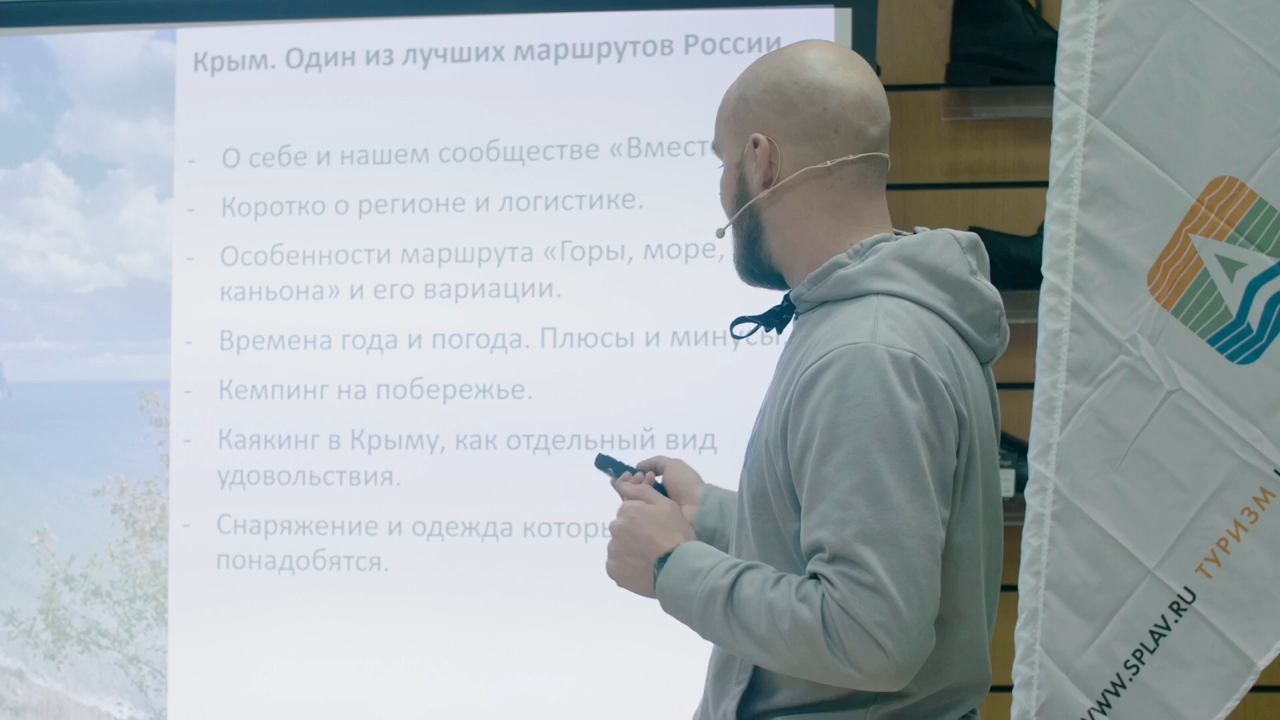 Крым. Один из лучших маршрутов России
- О себе и нашем сообществе
- Коротко о регионе и логистике.
- Особенности маршрута «Горы, море,
каньона» и его вариации.
- Времена года и погода. Плюсы и минусы.
- Кемпинг на побережье.
- Каякинг в Крыму, как отдельный вид
удовольствия.
- Снаряжение и одежда
понадобятся.
WWW.SPLAV.RU ТУРИЗМ